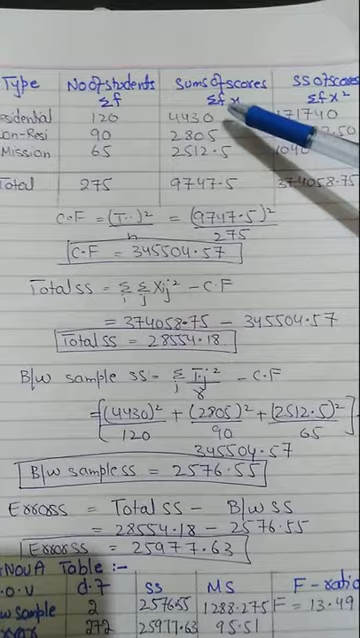 Type No of students Sums of scores SS of scores
Σf Σfx Σfx²
sidential 120 4430 171740
on-Resi 90 2805 .50
Mission 65 2512.5
Total 275 9747.5 374058.75
C.F = (T..)² / n = (9747.5)² / 275
C.F = 345504.57
Total SS = Σ Σ Xij² - C.F
i j
= 374058.75 - 345504.57
Total SS = 28554.18
B/w sample SS = Σ T.j² / r - C.F
j
= [(4430)² / 120 + (2805)² / 90 + (2512.5)² / 65
345504.57
B/w sample SS = 2576.55
Error SS = Total SS - B/w SS
= 28554.18 - 2576.55
Error SS = 25977.63
NOVA Table :-
.O.V d.f SS MS F-ratio
w sample 2 2576.55 1288.275 F = 13.49
272 25977.63 95.51